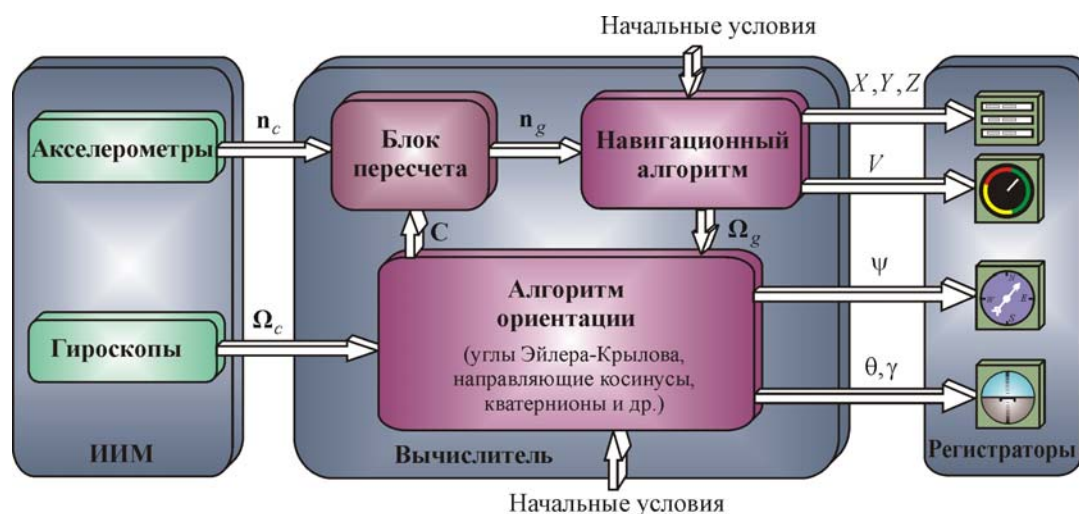 Начальные условия
X,Y,Z
n_c
n_g
Акселерометры
Блок
пересчета
Навигационный
алгоритм
V
C
Ω_g
ψ
Алгоритм
ориентации
Ω_c
Гироскопы
(углы Эйлера-Крылова,
направляющие косинусы,
кватернионы и др.)
θ,γ
ИИМ
Вычислитель
Регистраторы
Начальные условия